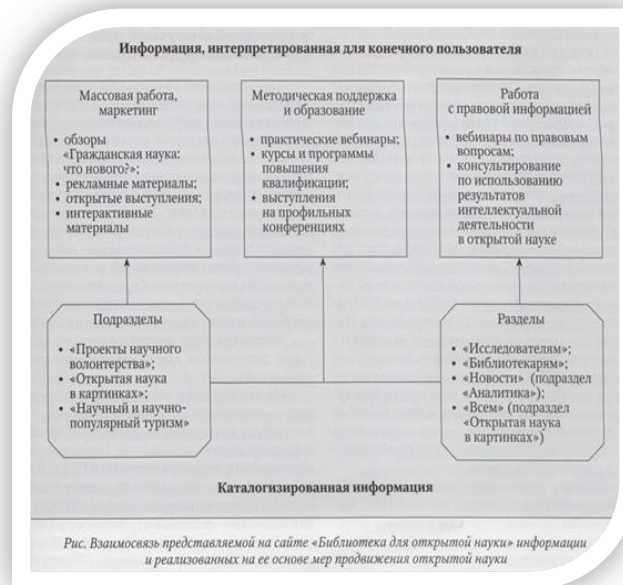 Информация, интерпретированная для конечного пользователя
Массовая работа,
маркетинг
• обзоры
«Гражданская наука:
что нового?»;
• рекламные материалы;
• открытые выступления;
• интерактивные
материалы
Методическая поддержка
и образование
• практические вебинары;
• курсы и программы
повышения
квалификации;
• выступления
на профильных
конференциях
Работа
с правовой информацией
• вебинары по правовым
вопросам;
• консультирование
по использованию
результатов
интеллектуальной
деятельности
в открытой науке
Подразделы
• «Проекты научного
волонтерства»;
• «Открытая наука
в картинках»;
• «Научный и научно-
популярный туризм»
Разделы
• «Исследователям»;
• «Библиотекарям»;
• «Новости» (подраздел
«Аналитика»);
• «Всем» (подраздел
«Открытая наука
в картинках»)
Каталогизированная информация
Рис. Взаимосвязь представляемой на сайте «Библиотека для открытой науки» информации
и реализованных на ее основе мер продвижения открытой науки